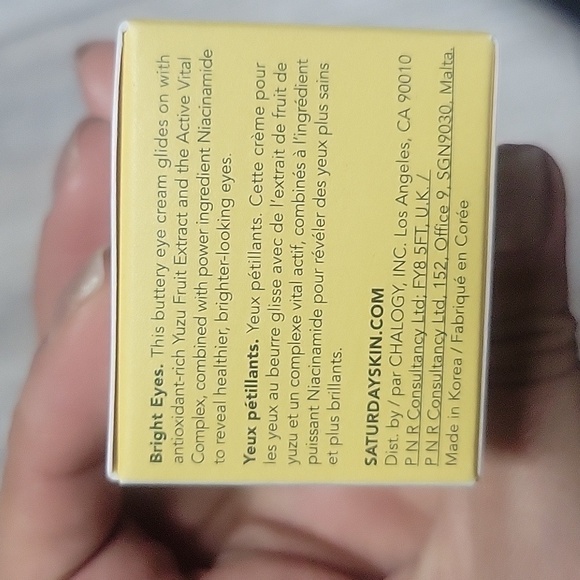 Bright Eyes. This buttery eye cream glides on with
antioxidant-rich Yuzu Fruit Extract and the Active Vital
Complex, combined with power ingredient Niacinamide
to reveal healthier, brighter-looking eyes.
Yeux pétillants. Yeux pétillants. Cette crème pour
les yeux au beurre glisse avec de l'extrait de fruit de
yuzu et un complexe vital actif, combinés à l'ingrédient
puissant Niacinamide pour révéler des yeux plus sains
et plus brillants.
SATURDAYSKIN.COM
Dist. by / par CHALOGY, INC. Los Angeles, CA 90010
P N R Consultancy Ltd; FY8 5FT, U.K. /
P N R Consultancy Ltd, 152, Office 9, SGN9030, Malta.
Made in Korea / Fabriqué en Corée